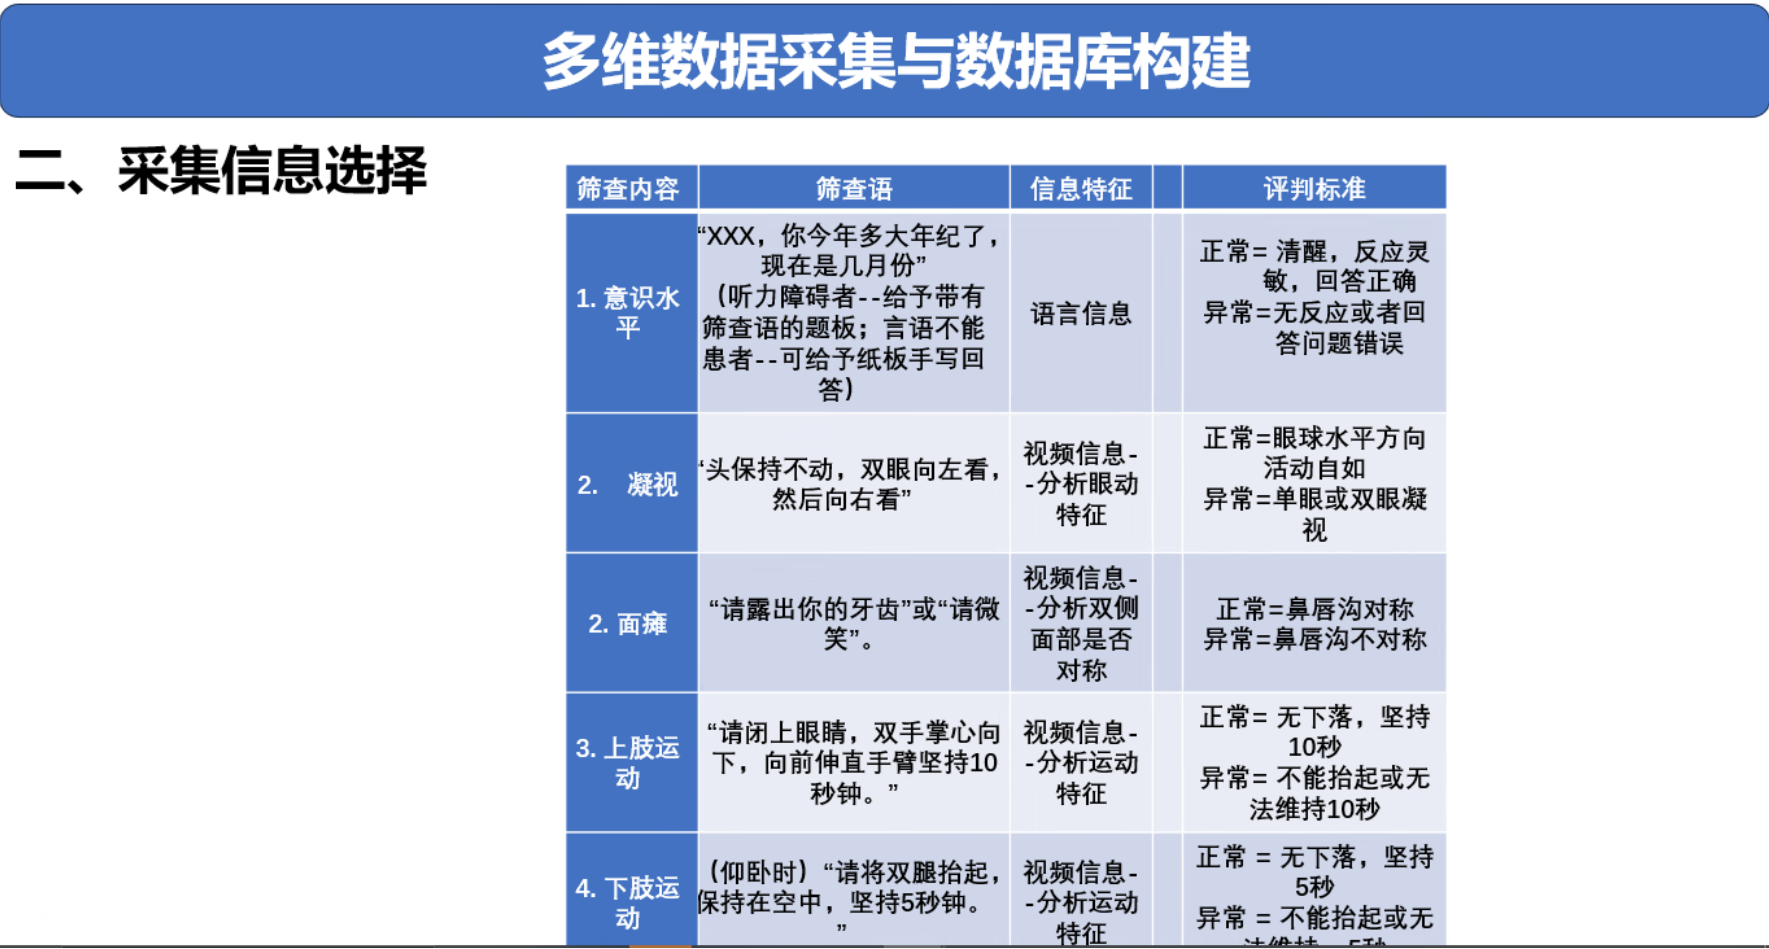 多维数据采集与数据库构建
二、采集信息选择
筛查内容
筛查语
信息特征
评判标准
1. 意识水
平
“XXX，你今年多大年纪了，
现在是几月份”
（听力障碍者--给予带有
筛查语的题板；言语不能
患者--可给予纸板手写回
答）
语言信息
正常= 清醒，反应灵
敏，回答正确
异常=无反应或者回
答问题错误
2. 凝视
“头保持不动，双眼向左看，
然后向右看”
视频信息-
-分析眼动
特征
正常=眼球水平方向
活动自如
异常=单眼或双眼凝
视
2. 面瘫
“请露出你的牙齿”或“请微
笑”。
视频信息-
-分析双侧
面部是否
对称
正常=鼻唇沟对称
异常=鼻唇沟不对称
3. 上肢运
动
“请闭上眼睛，双手掌心向
下，向前伸直手臂坚持10
秒钟。”
视频信息-
-分析运动
特征
正常= 无下落，坚持
10秒
异常= 不能抬起或无
法维持10秒
4. 下肢运
动
（仰卧时）“请将双腿抬起，
保持在空中，坚持5秒钟。
”
视频信息-
-分析运动
特征
正常 = 无下落，坚持
5秒
异常 = 不能抬起或无
法维持 5秒